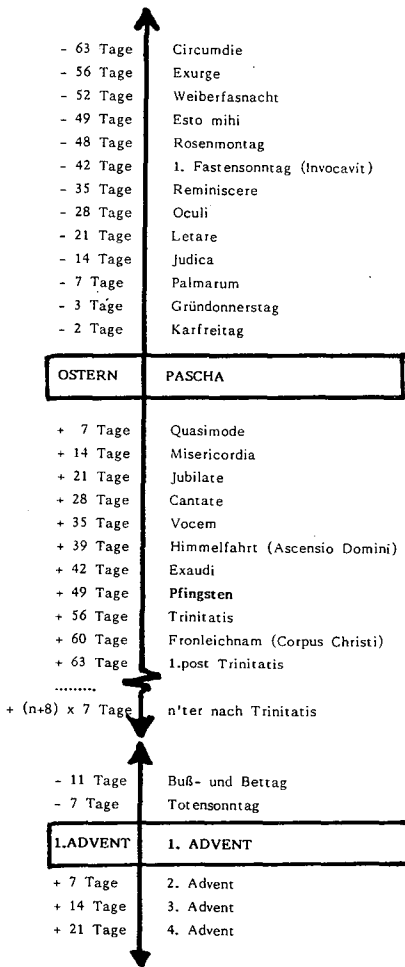 - 63 Tage Circumdie
- 56 Tage Exurge
- 52 Tage Weiberfasnacht
- 49 Tage Esto mihi
- 48 Tage Rosenmontag
- 42 Tage 1. Fastensonntag (Invocavit)
- 35 Tage Reminiscere
- 28 Tage Oculi
- 21 Tage Letare
- 14 Tage Judica
- 7 Tage Palmarum
- 3 Tage Gründonnerstag
- 2 Tage Karfreitag
OSTERN PASCHA
+ 7 Tage Quasimode
+ 14 Tage Misericordia
+ 21 Tage Jubilate
+ 28 Tage Cantate
+ 35 Tage Vocem
+ 39 Tage Himmelfahrt (Ascensio Domini)
+ 42 Tage Exaudi
+ 49 Tage Pfingsten
+ 56 Tage Trinitatis
+ 60 Tage Fronleichnam (Corpus Christi)
+ 63 Tage 1.post Trinitatis
.........
+ (n+8) x 7 Tage n'ter nach Trinitatis
- 11 Tage Buß- und Bettag
- 7 Tage Totensonntag
1.ADVENT 1. ADVENT
+ 7 Tage 2. Advent
+ 14 Tage 3. Advent
+ 21 Tage 4. Advent